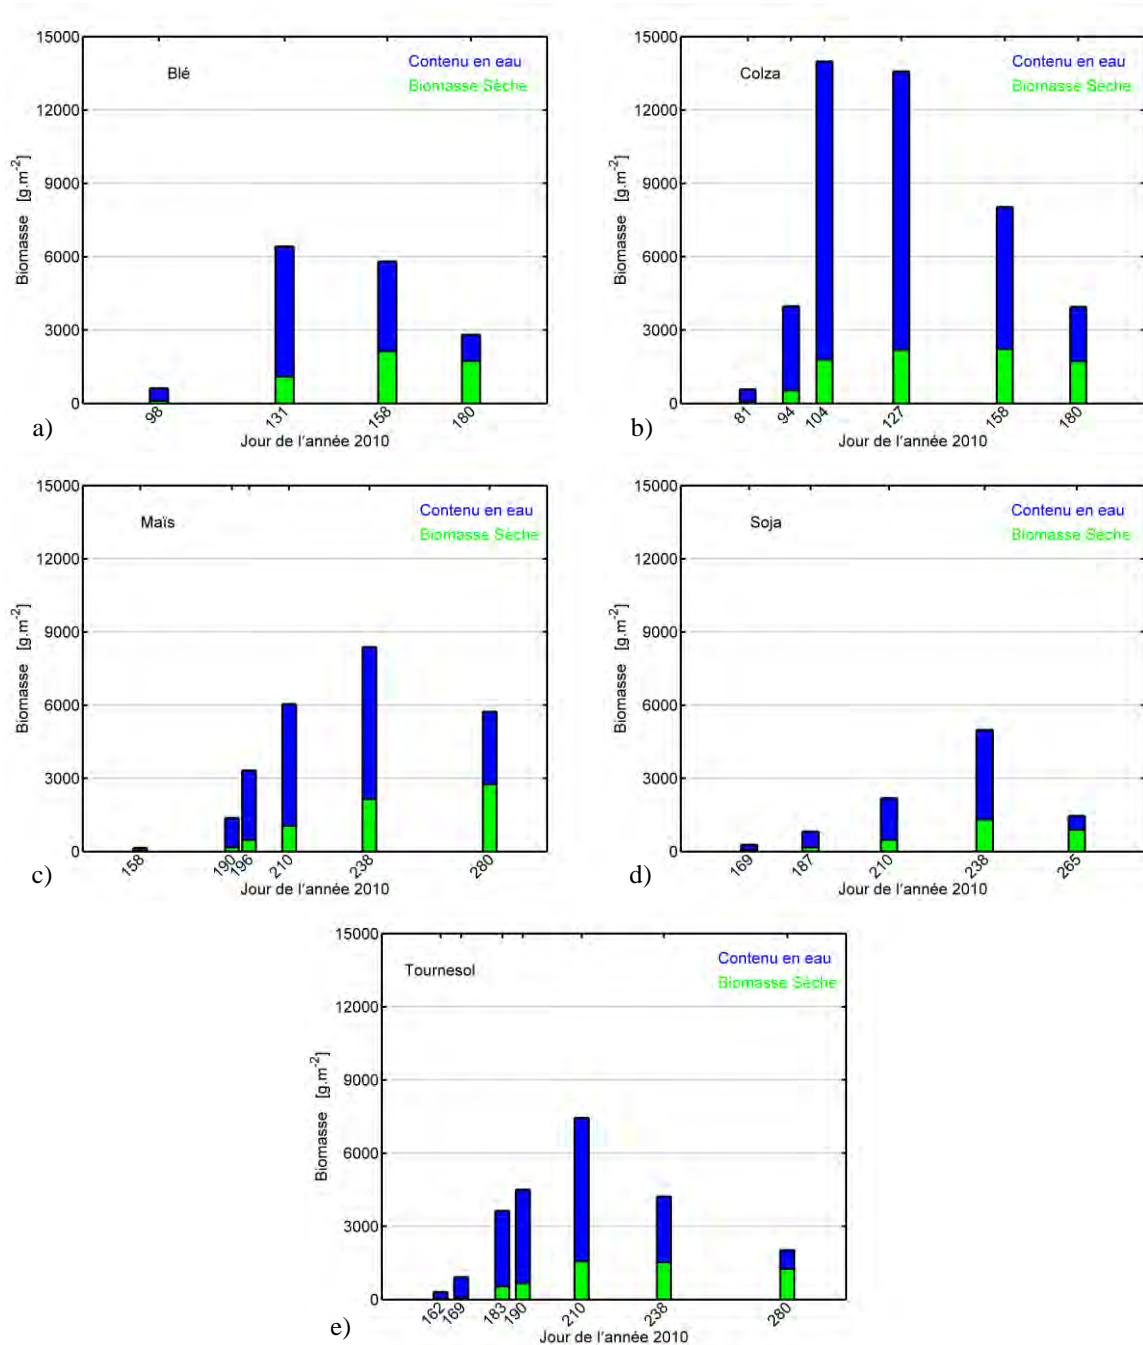 15000
12000
9000
6000
3000
0
Biomasse [g.m-2]
Blé
Contenu en eau
Biomasse Sèche
98
131
158
180
Jour de l'année 2010
a)
15000
12000
9000
6000
3000
0
Biomasse [g.m-2]
Colza
Contenu en eau
Biomasse Sèche
81
94
104
127
158
180
Jour de l'année 2010
b)
15000
12000
9000
6000
3000
0
Biomasse [g.m-2]
Maïs
Contenu en eau
Biomasse Sèche
158
190
196
210
238
280
Jour de l'année 2010
c)
15000
12000
9000
6000
3000
0
Biomasse [g.m-2]
Soja
Contenu en eau
Biomasse Sèche
169
187
210
238
265
Jour de l'année 2010
d)
15000
12000
9000
6000
3000
0
Biomasse [g.m-2]
Tournesol
Contenu en eau
Biomasse Sèche
162
169
183
190
210
238
280
Jour de l'année 2010
e)